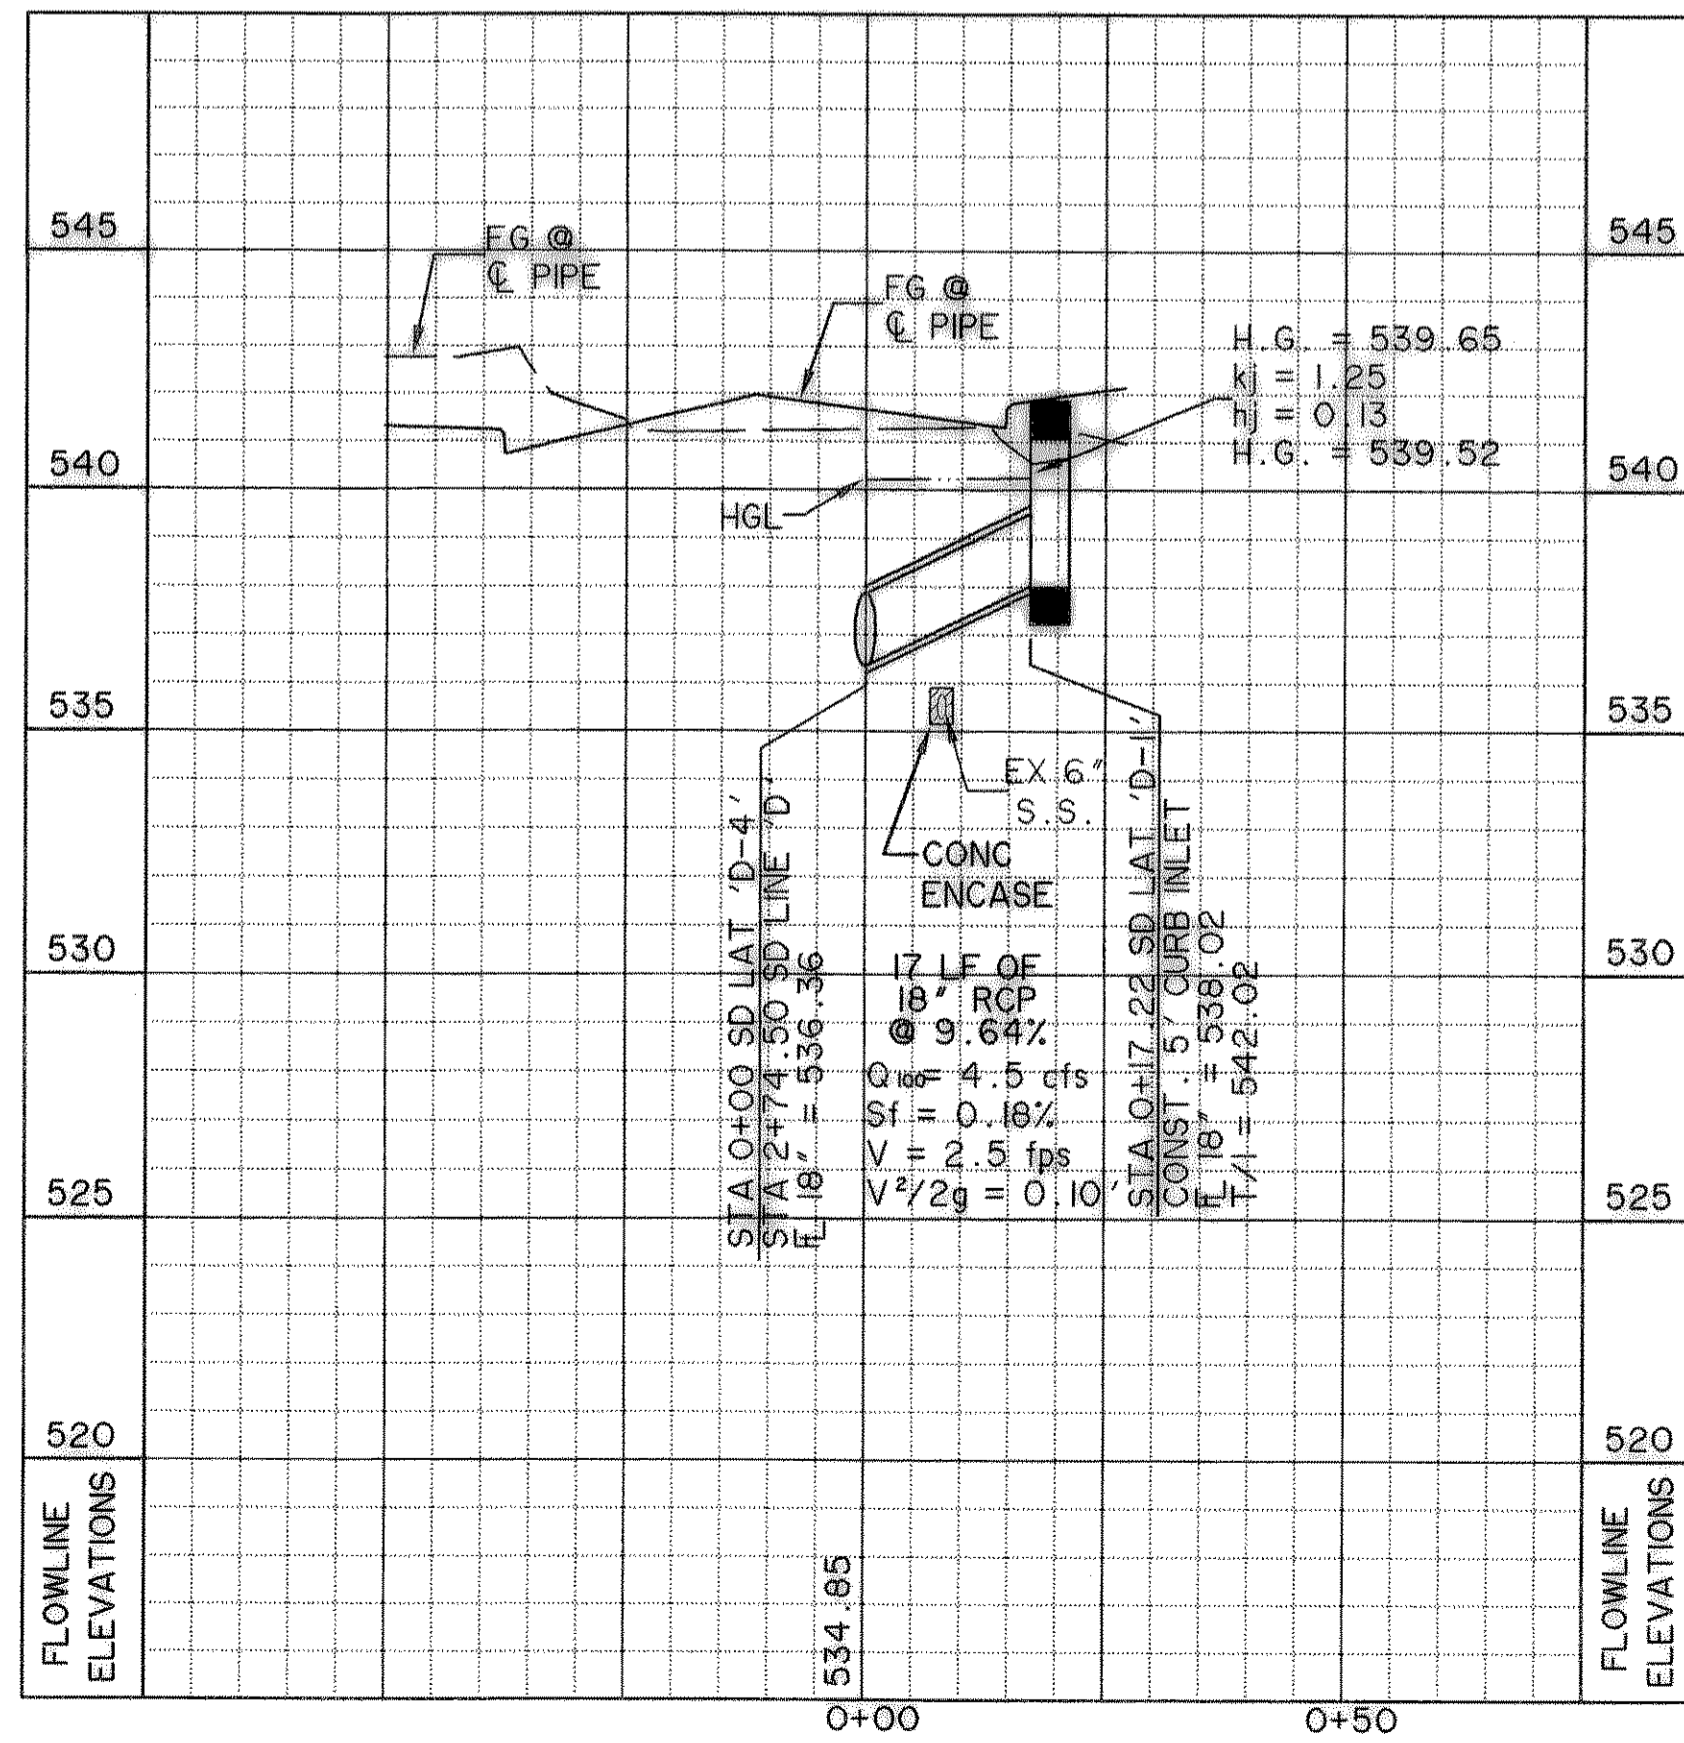 545
545
FG @
℄ PIPE
FG @
℄ PIPE
H.G. = 539.65
kj = 1.25
hj = 0.13
H.G. = 539.52
540
540
HGL
535
535
EX 6"
S.S.
CONC
ENCASE
530
530
17 LF OF
18" RCP
@ 9.64%
Q100= 4.5 cfs
Sf = 0.18%
V = 2.5 fps
V²/2g = 0.10'
STA 0+00 SD LAT 'D-4'
STA 2+74.50 SD LINE 'D'
FL 18" = 536.36
STA 0+17.22 SD LAT 'D-1'
CONST. 5' CURB INLET
FL 18" = 538.02
T/I = 542.02
525
525
520
520
FLOWLINE
ELEVATIONS
534.85
FLOWLINE
ELEVATIONS
0+00
0+50